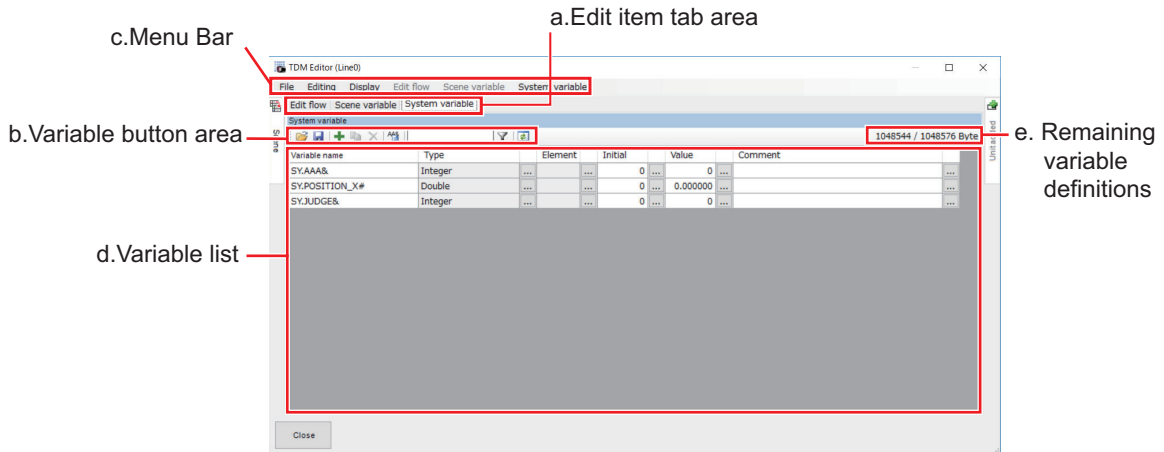 a.Edit item tab area
c.Menu Bar
TDM Editor (Line0)
File Editing Display Edit flow Scene variable System variable
Edit flow Scene variable System variable
System variable
b.Variable button area
1048544 / 1048576 Byte
e. Remaining
variable
definitions
Variable name Type Element Initial Value Comment
SY.AAA& Integer ... ... 0 ... 0 ... ...
SY.POSITION_X# Double ... ... 0 ... 0.000000 ... ...
SY.JUDGE& Integer ... ... 0 ... 0 ... ...
d.Variable list
Close